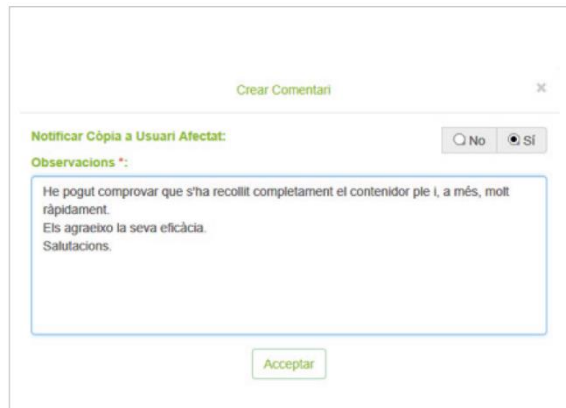 Crear Comentari ×
Notificar Còpia a Usuari Afectat: No Sí
Observacions *:
He pogut comprovar que s'ha recollit completament el contenidor ple i, a més, molt
ràpidament.
Els agraeixo la seva eficàcia.
Salutacions.
Acceptar